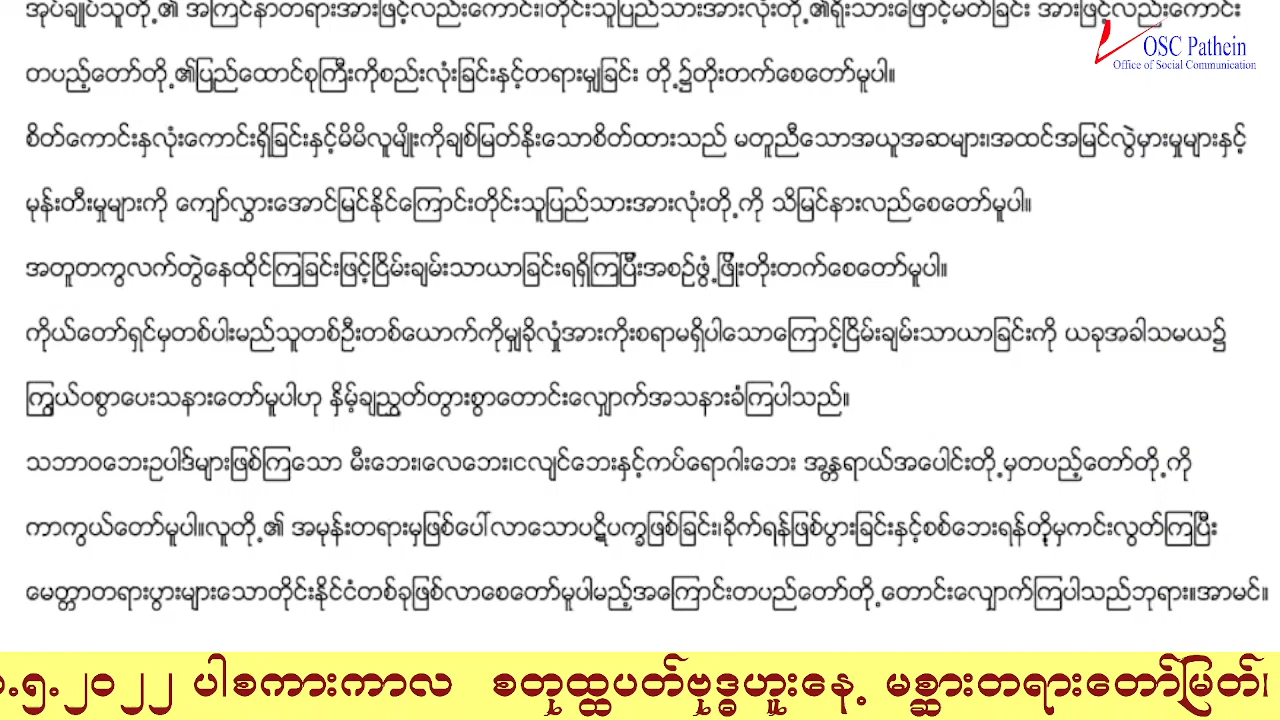 အုပ်ချုပ်သူတို့၏ အကြင်နာတရားအားဖြင့်လည်းကောင်း၊တိုင်းသူပြည်သားအားလုံးတို့၏ရိုးသားဖြောင့်မတ်ခြင်း အားဖြင့်လည်းကောင်း
OSC Pathein
Office of Social Communication
တပည့်တော်တို့၏ပြည်ထောင်စုကြီးကိုစည်းလုံးခြင်းနှင့်တရားမျှခြင်း တို့၌တိုးတက်စေတော်မူပါ။
စိတ်ကောင်းနှလုံးကောင်းရှိခြင်းနှင့်မိမိလူမျိုးကိုချစ်မြတ်နိုးသောစိတ်ထားသည် မတူညီသောအယူအဆများ၊အထင်အမြင်လွဲမှားမှုများနှင့်
မုန်းတီးမှုများကို ကျော်လွှားအောင်မြင်နိုင်ကြောင်းတိုင်းသူပြည်သားအားလုံးတို့ကို သိမြင်နားလည်စေတော်မူပါ။
အတူတကွလက်တွဲနေထိုင်ကြခြင်းဖြင့်ငြိမ်းချမ်းသာယာခြင်းရရှိကြပြီးအစဉ်ဖွံ့ဖြိုးတိုးတက်စေတော်မူပါ။
ကိုယ်တော်ရှင်မှတစ်ပါးမည်သူတစ်ဦးတစ်ယောက်ကိုမျှခိုလှုံအားကိုးစရာမရှိပါသောကြောင့်ငြိမ်းချမ်းသာယာခြင်းကို ယခုအခါသမယ၌
ကြွယ်ဝစွာပေးသနားတော်မူပါဟု နှိမ့်ချညွှတ်တွားစွာတောင်းလျှောက်အသနားခံကြပါသည်။
သဘာဝဘေးဥပါဒ်များဖြစ်ကြသော မီးဘေး၊လေဘေး၊ငလျင်ဘေးနှင့်ကပ်ရောဂါးဘေး အန္တရာယ်အပေါင်းတို့မှတပည့်တော်တို့ကို
ကာကွယ်တော်မူပါ။လူတို့၏ အမုန်းတရားမှဖြစ်ပေါ်လာသောပဋိပက္ခဖြစ်ခြင်း၊ခိုက်ရန်ဖြစ်ပွားခြင်းနှင့်စစ်ဘေးရန်တို့မှကင်းလွတ်ကြပြီး
မေတ္တာတရားပွားများသောတိုင်းနိုင်ငံတစ်ခုဖြစ်လာစေတော်မူပါမည့်အကြောင်းတပည်တော်တို့တောင်းလျှောက်ကြပါသည်ဘုရား။အာမင်။
.၅.၂၀၂၂ ပါစကားကာလ စတုတ္ထပတ်ဗုဒ္ဓဟူးနေ့ မစ္ဆားတရားတော်မြတ်၊